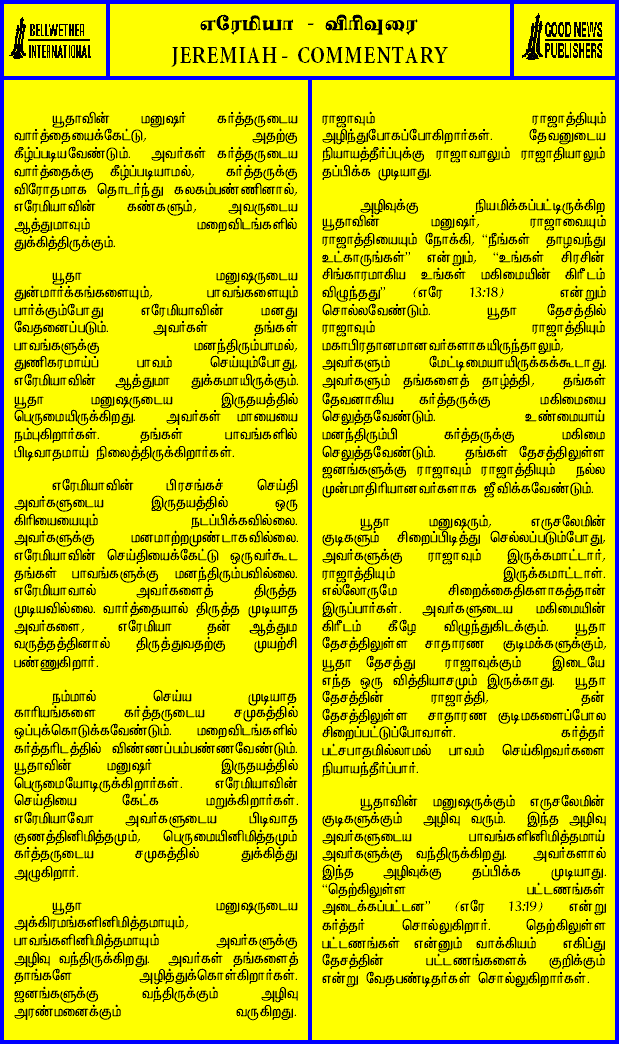 BELLWETHER
INTERNATIONAL
எரேமியா - விரிவுரை
JEREMIAH - COMMENTARY
GOOD NEWS
PUBLISHERS
யூதாவின் மனுஷர் கர்த்தருடைய
வார்த்தையைக்கேட்டு, அதற்கு
கீழ்ப்படியவேண்டும். அவர்கள் கர்த்தருடைய
வார்த்தைக்கு கீழ்ப்படியாமல், கர்த்தருக்கு
விரோதமாக தொடர்ந்து கலகம்பண்ணினால்,
எரேமியாவின் கண்களும், அவருடைய
ஆத்துமாவும் மறைவிடங்களில்
துக்கித்திருக்கும்.
யூதா மனுஷருடைய
துன்மார்க்கங்களையும், பாவங்களையும்
பார்க்கும்போது எரேமியாவின் மனது
வேதனைப்படும். அவர்கள் தங்கள்
பாவங்களுக்கு மனந்திரும்பாமல்,
துணிகரமாய்ப் பாவம் செய்யும்போது,
எரேமியாவின் ஆத்துமா துக்கமாயிருக்கும்.
யூதா மனுஷருடைய இருதயத்தில்
பெருமையிருக்கிறது. அவர்கள் மாயையை
நம்புகிறார்கள். தங்கள் பாவங்களில்
பிடிவாதமாய் நிலைத்திருக்கிறார்கள்.
எரேமியாவின் பிரசங்கச் செய்தி
அவர்களுடைய இருதயத்தில் ஒரு
கிரியையையும் நடப்பிக்கவில்லை.
அவர்களுக்கு மனமாற்றமுண்டாகவில்லை.
எரேமியாவின் செய்தியைக்கேட்டு ஒருவர்கூட
தங்கள் பாவங்களுக்கு மனந்திரும்பவில்லை.
எரேமியாவால் அவர்களைத் திருத்த
முடியவில்லை. வார்த்தையால் திருத்த முடியாத
அவர்களை, எரேமியா தன் ஆத்தும
வருத்தத்தினால் திருத்துவதற்கு முயற்சி
பண்ணுகிறார்.
நம்மால் செய்ய முடியாத
காரியங்களை கர்த்தருடைய சமுகத்தில்
ஒப்புக்கொடுக்கவேண்டும். மறைவிடங்களில்
கர்த்தரிடத்தில் விண்ணப்பம்பண்ணவேண்டும்.
யூதாவின் மனுஷர் இருதயத்தில்
பெருமையோடிருக்கிறார்கள். எரேமியாவின்
செய்தியை கேட்க மறுக்கிறார்கள்.
எரேமியாவோ அவர்களுடைய பிடிவாத
குணத்தினிமித்தமும், பெருமையினிமித்தமும்
கர்த்தருடைய சமுகத்தில் துக்கித்து
அழுகிறார்.
யூதா மனுஷருடைய
அக்கிரமங்களினிமித்தமாயும்,
பாவங்களினிமித்தமாயும் அவர்களுக்கு
அழிவு வந்திருக்கிறது. அவர்கள் தங்களைத்
தாங்களே அழித்துக்கொள்கிறார்கள்.
ஜனங்களுக்கு வந்திருக்கும் அழிவு
அரண்மனைக்கும் வருகிறது.
ராஜாவும் ராஜாத்தியும்
அழிந்துபோகப்போகிறார்கள். தேவனுடைய
நியாயத்தீர்ப்புக்கு ராஜாவாலும் ராஜாதியாலும்
தப்பிக்க முடியாது.
அழிவுக்கு நியமிக்கப்பட்டிருக்கிற
யூதாவின் மனுஷர், ராஜாவையும்
ராஜாத்தியையும் நோக்கி, “நீங்கள் தாழவந்து
உட்காருங்கள்” என்றும், “உங்கள் சிரசின்
சிங்காரமாகிய உங்கள் மகிமையின் கிரீடம்
விழுந்தது” (எரே 13:18) என்றும்
சொல்லவேண்டும். யூதா தேசத்தில்
ராஜாவும் ராஜாத்தியும்
மகாபிரதானமானவர்களாகயிருந்தாலும்,
அவர்களும் மேட்டிமையாயிருக்கக்கூடாது.
அவர்களும் தங்களைத் தாழ்த்தி, தங்கள்
தேவனாகிய கர்த்தருக்கு மகிமையை
செலுத்தவேண்டும். உண்மையாய்
மனந்திரும்பி கர்த்தருக்கு மகிமை
செலுத்தவேண்டும். தங்கள் தேசத்திலுள்ள
ஜனங்களுக்கு ராஜாவும் ராஜாத்தியும் நல்ல
முன்மாதிரியானவர்களாக ஜீவிக்கவேண்டும்.
யூதா மனுஷரும், எருசலேமின்
குடிகளும் சிறைப்பிடித்து செல்லப்படும்போது,
அவர்களுக்கு ராஜாவும் இருக்கமாட்டார்,
ராஜாத்தியும் இருக்கமாட்டாள்.
எல்லோருமே சிறைக்கைதிகளாகத்தான்
இருப்பார்கள். அவர்களுடைய மகிமையின்
கிரீடம் கீழே விழுந்துகிடக்கும். யூதா
தேசத்திலுள்ள சாதாரண குடிமக்களுக்கும்,
யூதா தேசத்து ராஜாவுக்கும் இடையே
எந்த ஒரு வித்தியாசமும் இருக்காது. யூதா
தேசத்தின் ராஜாத்தி, தன்
தேசத்திலுள்ள சாதாரண குடிமகளைப்போல
சிறைப்பட்டுப்போவாள். கர்த்தர்
பட்சபாதமில்லாமல் பாவம் செய்கிறவர்களை
நியாயந்தீர்ப்பார்.
யூதாவின் மனுஷருக்கும் எருசலேமின்
குடிகளுக்கும் அழிவு வரும். இந்த அழிவு
அவர்களுடைய பாவங்களினிமித்தமாய்
அவர்களுக்கு வந்திருக்கிறது. அவர்களால்
இந்த அழிவுக்கு தப்பிக்க முடியாது.
“தெற்கிலுள்ள பட்டணங்கள்
அடைக்கப்பட்டன” (எரே 13:19) என்று
கர்த்தர் சொல்லுகிறார். தெற்கிலுள்ள
பட்டணங்கள் என்னும் வாக்கியம் எகிப்து
தேசத்தின் பட்டணங்களைக் குறிக்கும்
என்று வேதபண்டிதர்கள் சொல்லுகிறார்கள்.